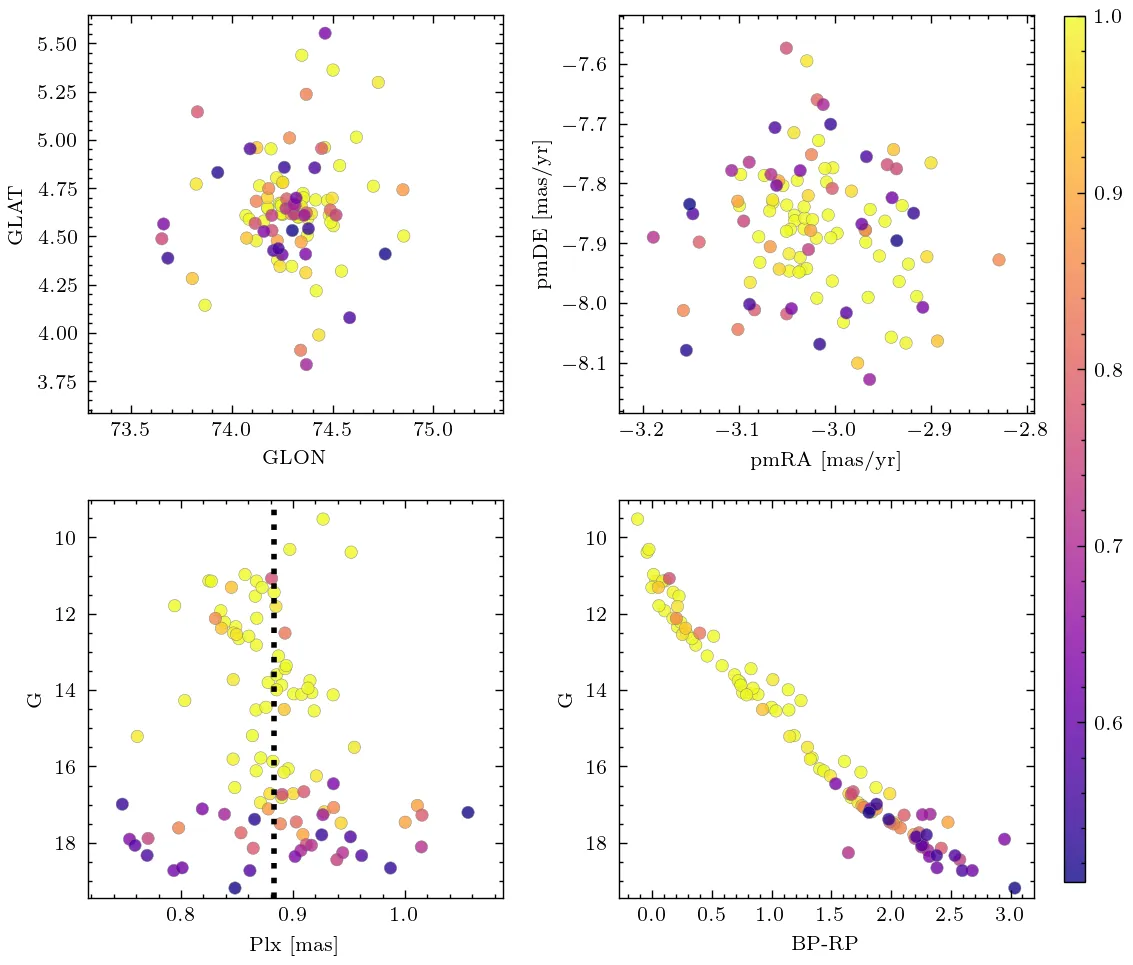 5.50
5.25
5.00
4.75
4.50
4.25
4.00
3.75
GLAT
73.5 74.0 74.5 75.0
GLON
−7.6
−7.7
−7.8
−7.9
−8.0
−8.1
pmDE [mas/yr]
−3.2 −3.1 −3.0 −2.9 −2.8
pmRA [mas/yr]
10
12
14
16
18
G
0.8 0.9 1.0
Plx [mas]
10
12
14
16
18
G
0.0 0.5 1.0 1.5 2.0 2.5 3.0
BP-RP
1.0
0.9
0.8
0.7
0.6